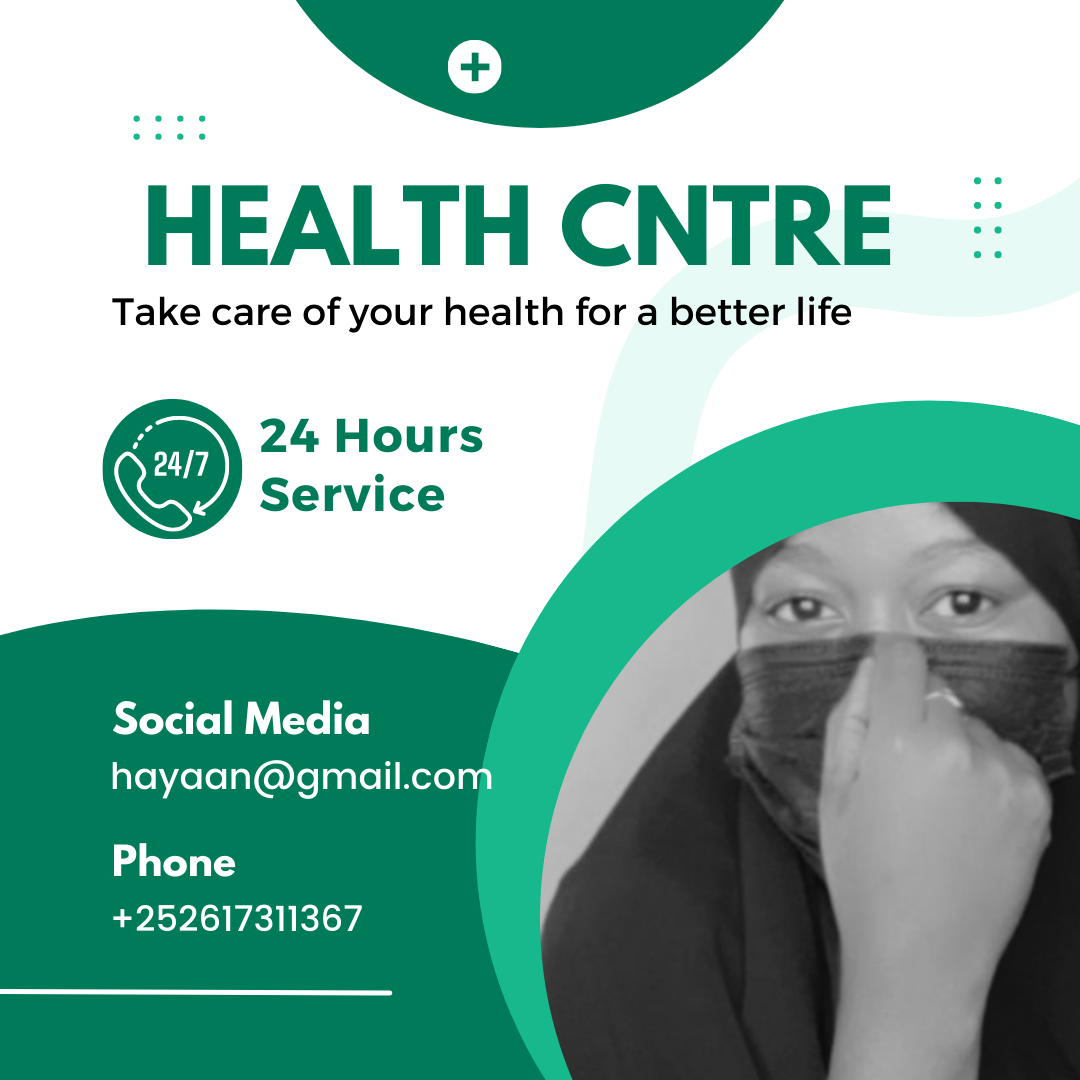 HEALTH CNTRE
Take care of your health for a better life
24/7
24 Hours
Service
Social Media
hayaan@gmail.com
Phone
+252617311367